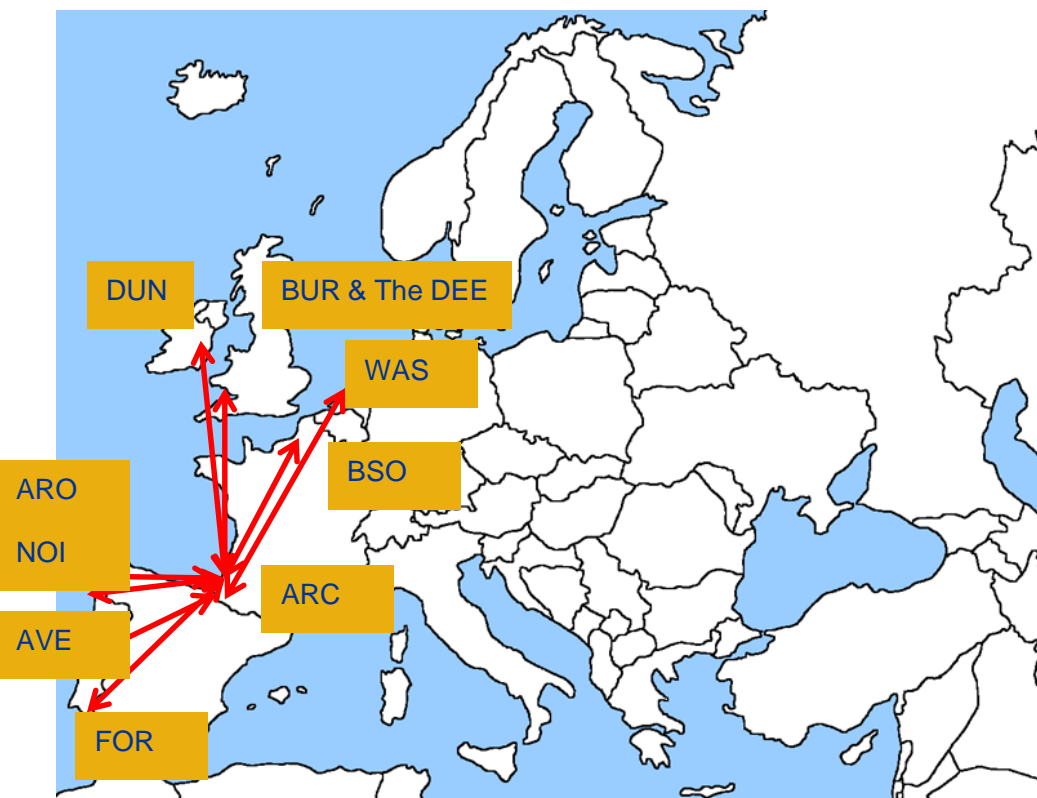 DUN
BUR & The DEE
WAS
BSO
ARO
NOI
ARC
AVE
FOR